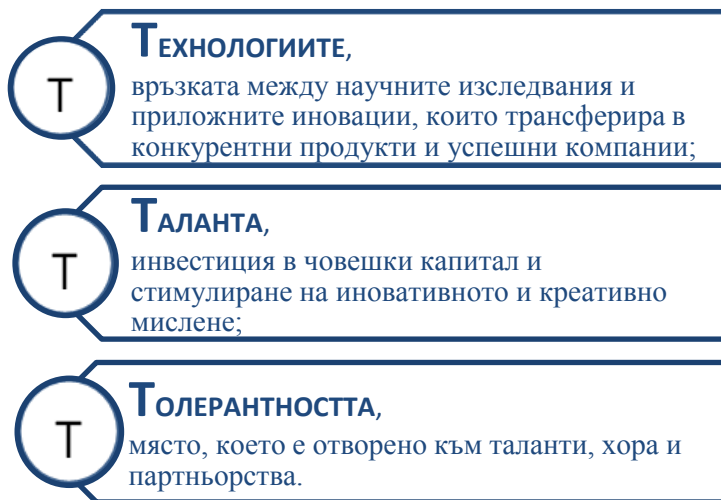 Т
ТЕХНОЛОГИИТЕ,
връзката между научните изследвания и
приложните иновации, които трансферира в
конкурентни продукти и успешни компании;
Т
ТАЛАНТА,
инвестиция в човешки капитал и
стимулиране на иновативното и креативно
мислене;
Т
ТОЛЕРАНТНОСТТА,
място, което е отворено към таланти, хора и
партньорства.